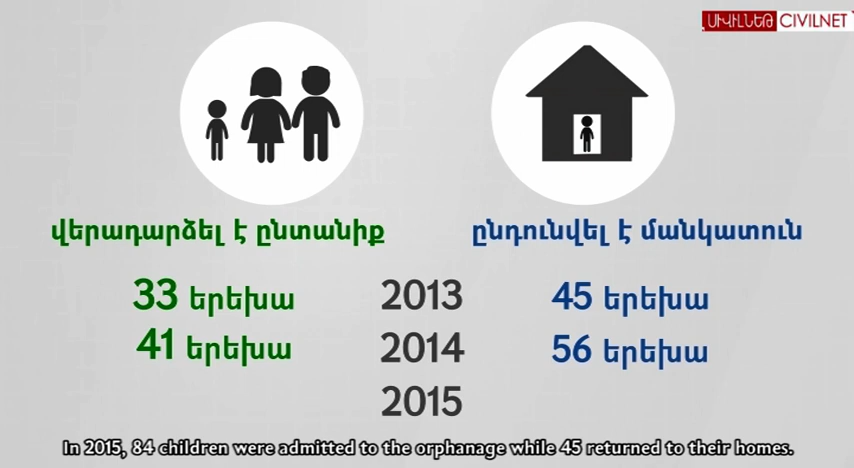 ՍԻՎԻԼՆԵԹ CIVILNET
վերադարձել է ընտանիք
ընդունվել է մանկատուն
33 երեխա 2013 45 երեխա
41 երեխա 2014 56 երեխա
2015
In 2015, 84 children were admitted to the orphanage while 45 returned to their homes.